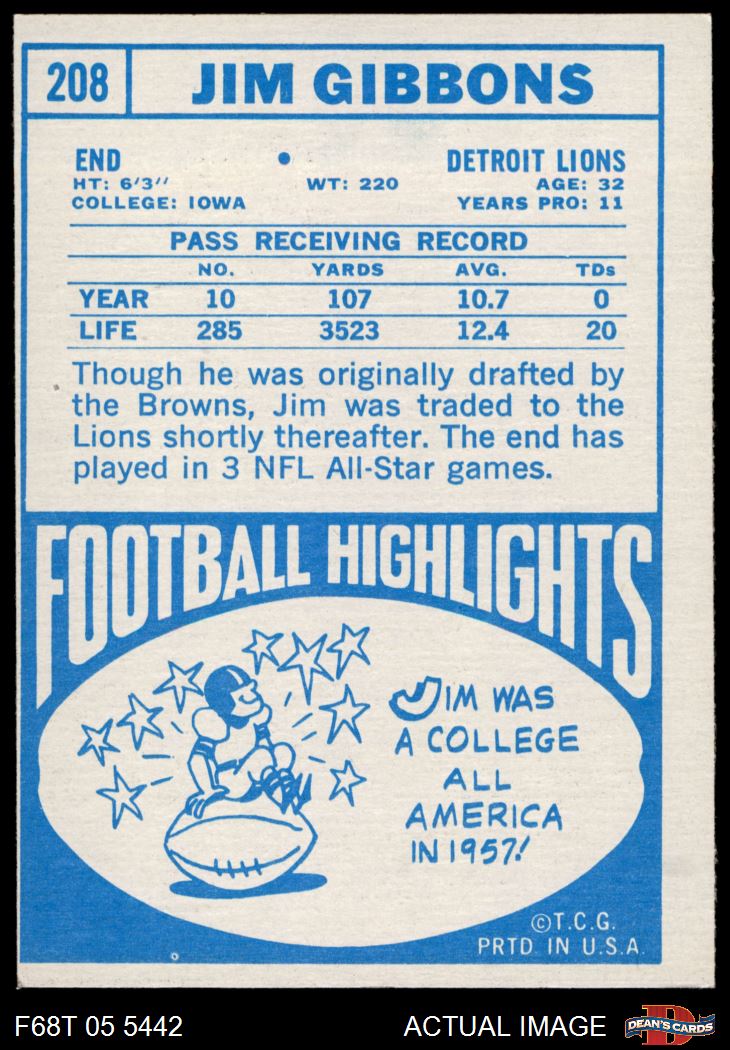 208 JIM GIBBONS
END • DETROIT LIONS
HT: 6'3" WT: 220 AGE: 32
COLLEGE: IOWA YEARS PRO: 11
PASS RECEIVING RECORD
NO. YARDS AVG. TDs
YEAR 10 107 10.7 0
LIFE 285 3523 12.4 20
Though he was originally drafted by
the Browns, Jim was traded to the
Lions shortly thereafter. The end has
played in 3 NFL All-Star games.
FOOTBALL HIGHLIGHTS
JIM WAS
A COLLEGE
ALL
AMERICA
IN 1957!
©T.C.G.
PRTD. IN U.S.A.
F68T 05 5442 ACTUAL IMAGE D DEAN'S CARDS